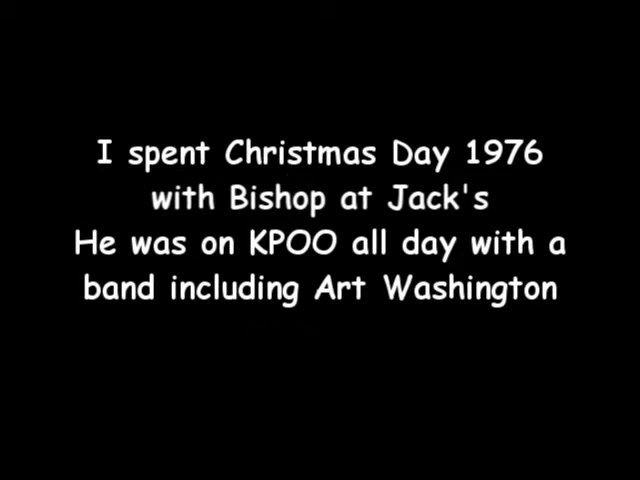 I spent Christmas Day 1976
with Bishop at Jack's
He was on KPOO all day with a
band including Art Washington